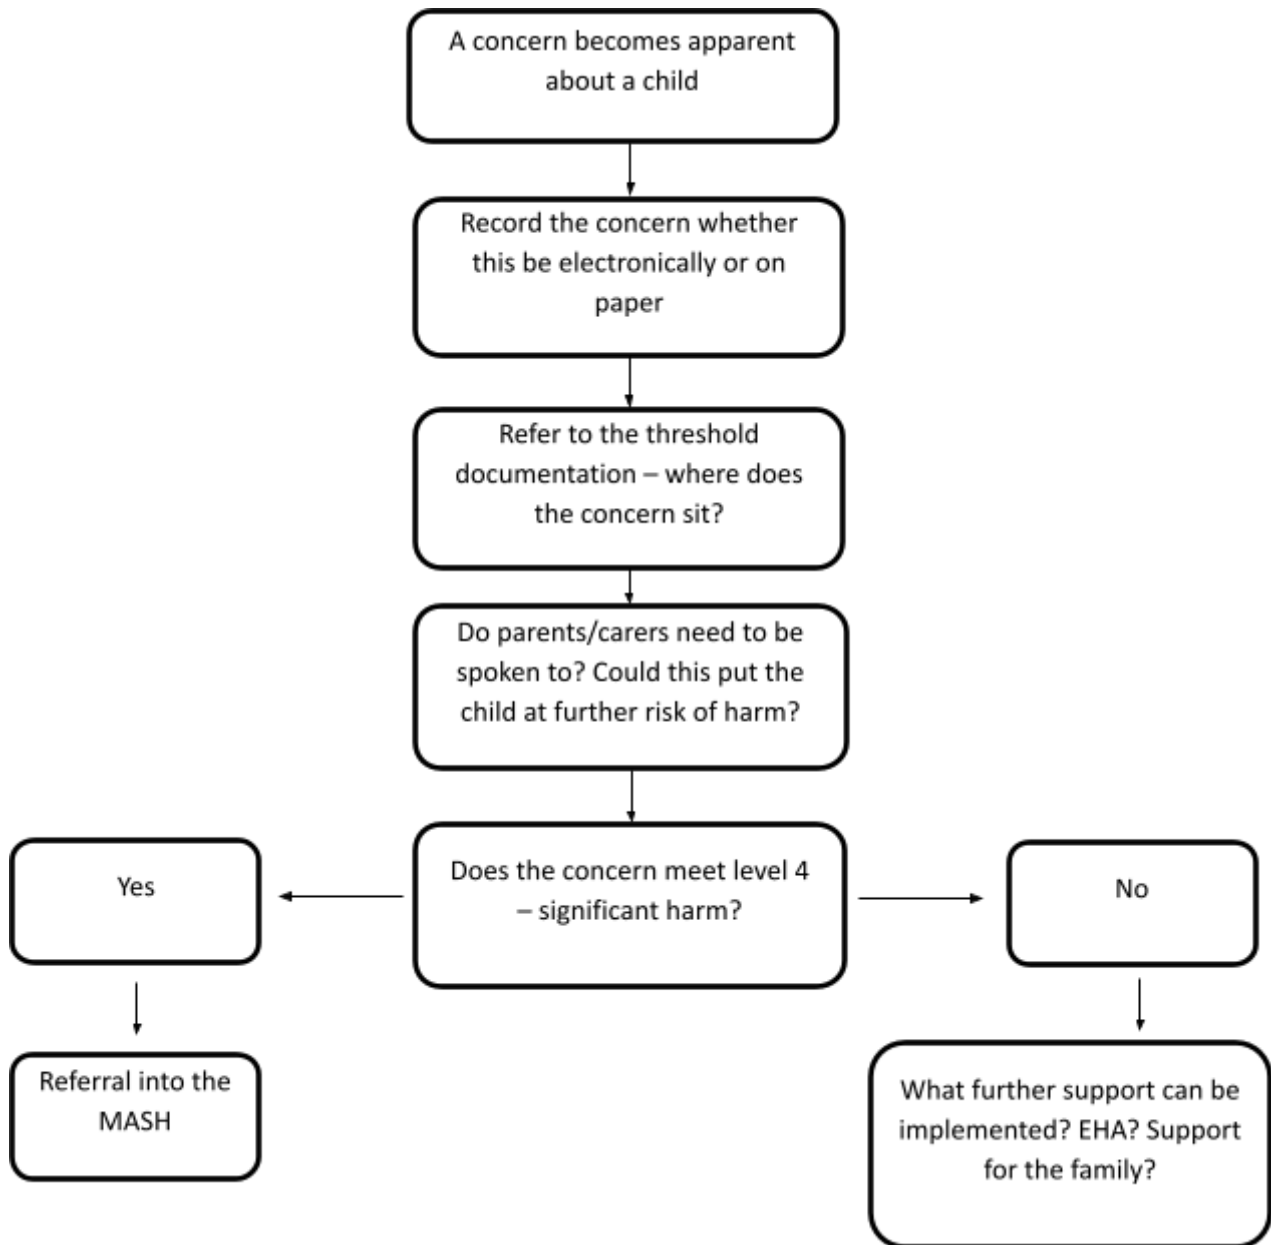 A concern becomes apparent
about a child
Record the concern whether
this be electronically or on
paper
Refer to the threshold
documentation – where does
the concern sit?
Do parents/carers need to be
spoken to? Could this put the
child at further risk of harm?
Does the concern meet level 4
– significant harm?
Yes
No
Referral into the
MASH
What further support can be
implemented? EHA? Support
for the family?